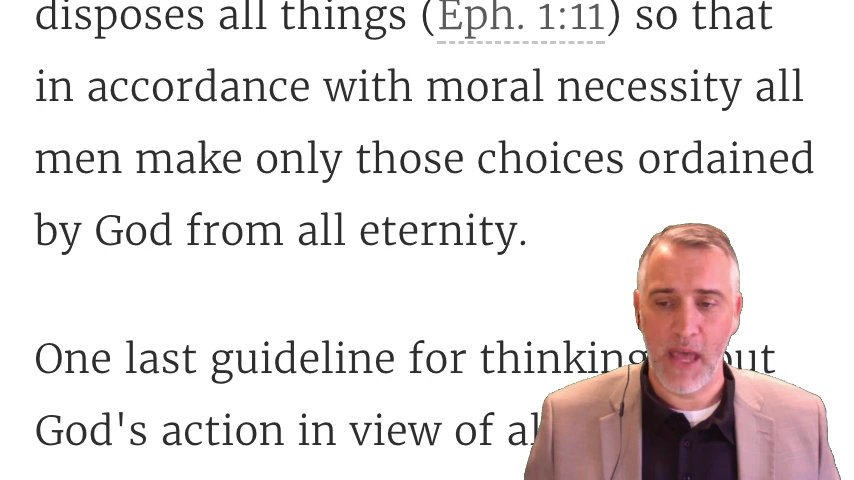 disposes all things (Eph. 1:11) so that
in accordance with moral necessity all
men make only those choices ordained
by God from all eternity.
One last guideline for thinking
God's action in view of